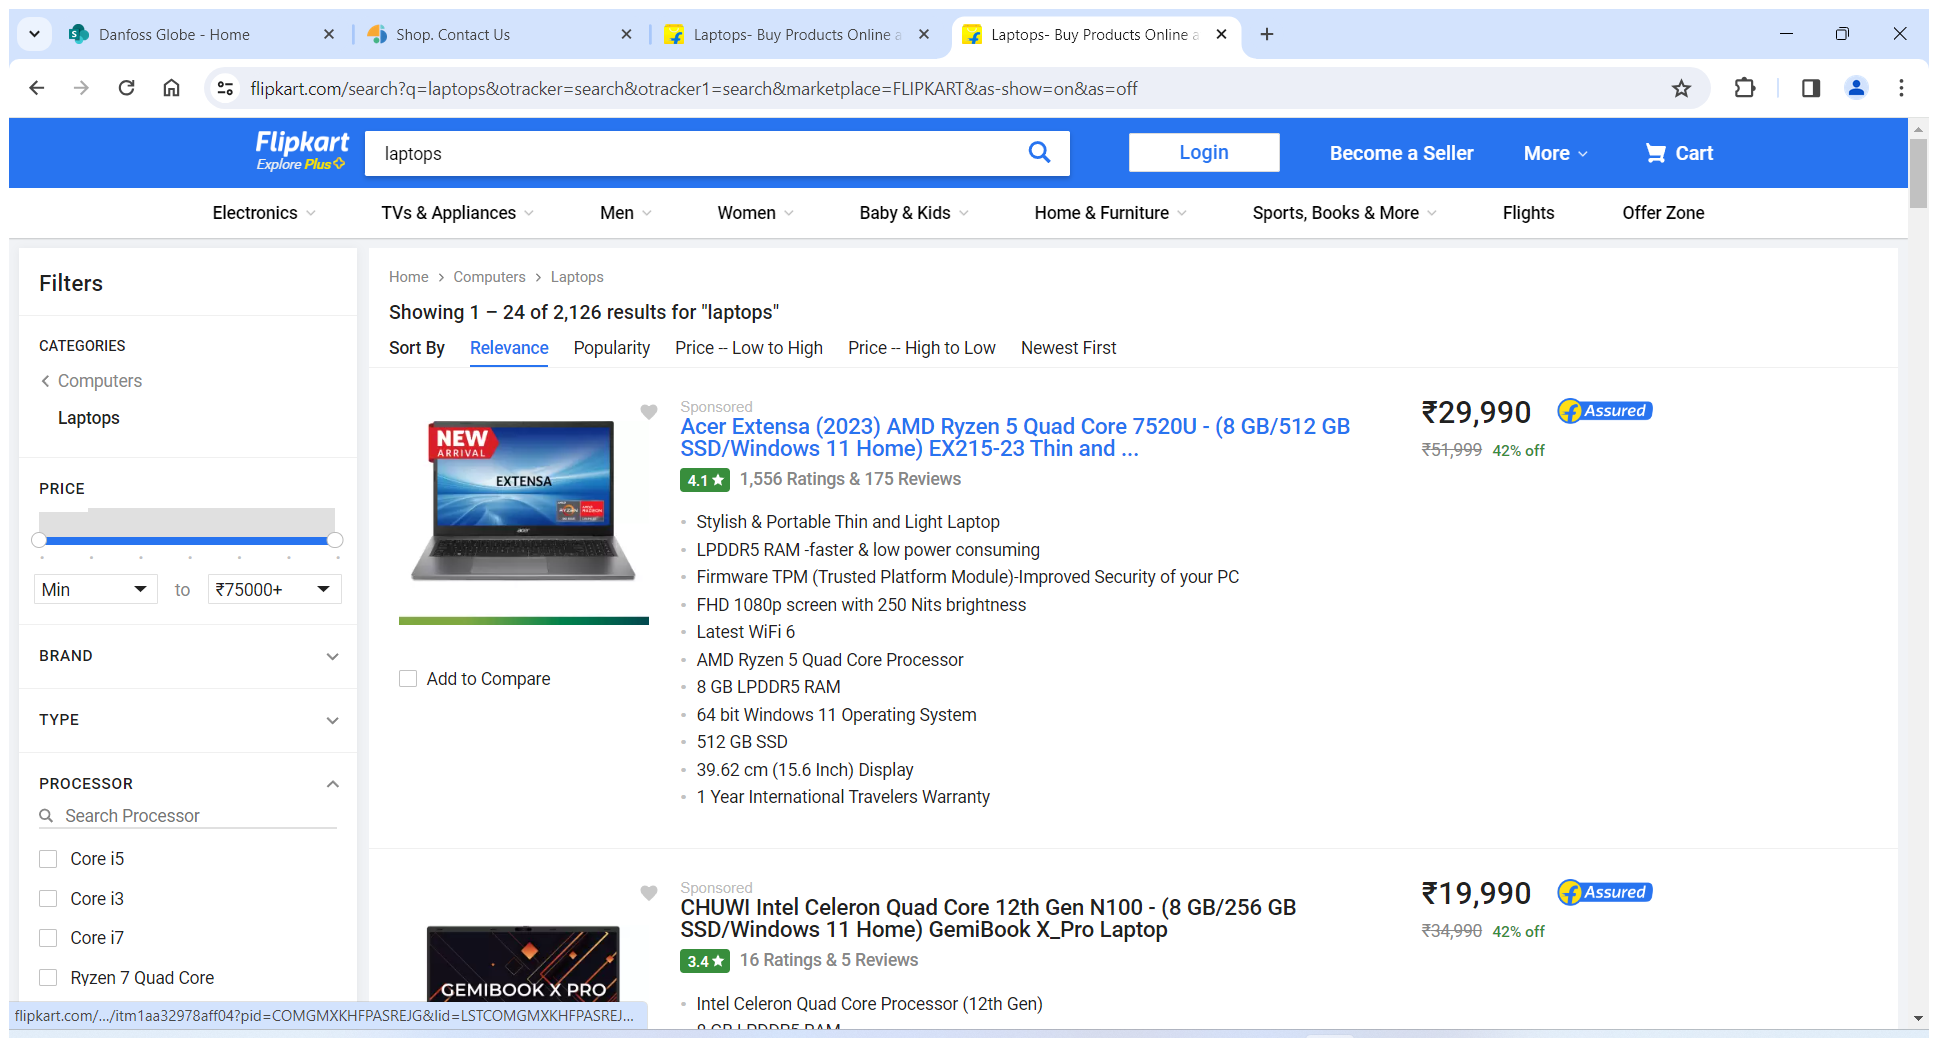 Danfoss Globe - Home
Shop. Contact Us
Laptops- Buy Products Online a
Laptops- Buy Products Online a
flipkart.com/search?q=laptops&otracker=search&otracker1=search&marketplace=FLIPKART&as-show=on&as=off
Flipkart
Explore Plus
laptops
Login
Become a Seller
More
Cart
Electronics
TVs & Appliances
Men
Women
Baby & Kids
Home & Furniture
Sports, Books & More
Flights
Offer Zone
Filters
CATEGORIES
Computers
Laptops
PRICE
Min
to
₹75000+
BRAND
TYPE
PROCESSOR
Search Processor
Core i5
Core i3
Core i7
Ryzen 7 Quad Core
Home
Computers
Laptops
Showing 1 – 24 of 2,126 results for "laptops"
Sort By
Relevance
Popularity
Price -- Low to High
Price -- High to Low
Newest First
NEW
ARRIVAL
EXTENSA
RYZEN
acer
Add to Compare
Sponsored
Acer Extensa (2023) AMD Ryzen 5 Quad Core 7520U - (8 GB/512 GB
SSD/Windows 11 Home) EX215-23 Thin and ...
4.1
1,556 Ratings & 175 Reviews
Stylish & Portable Thin and Light Laptop
LPDDR5 RAM -faster & low power consuming
Firmware TPM (Trusted Platform Module)-Improved Security of your PC
FHD 1080p screen with 250 Nits brightness
Latest WiFi 6
AMD Ryzen 5 Quad Core Processor
8 GB LPDDR5 RAM
64 bit Windows 11 Operating System
512 GB SSD
39.62 cm (15.6 Inch) Display
1 Year International Travelers Warranty
₹29,990
Assured
₹51,999
42% off
GEMIBOOK X PRO
Sponsored
CHUWI Intel Celeron Quad Core 12th Gen N100 - (8 GB/256 GB
SSD/Windows 11 Home) GemiBook X_Pro Laptop
3.4
16 Ratings & 5 Reviews
Intel Celeron Quad Core Processor (12th Gen)
8 GB LPDDR5 RAM
₹19,990
Assured
₹34,990
42% off
flipkart.com/.../itm1aa32978aff04?pid=COMGMXKHFPASREJG&lid=LSTCOMGMXKHFPASREJ...